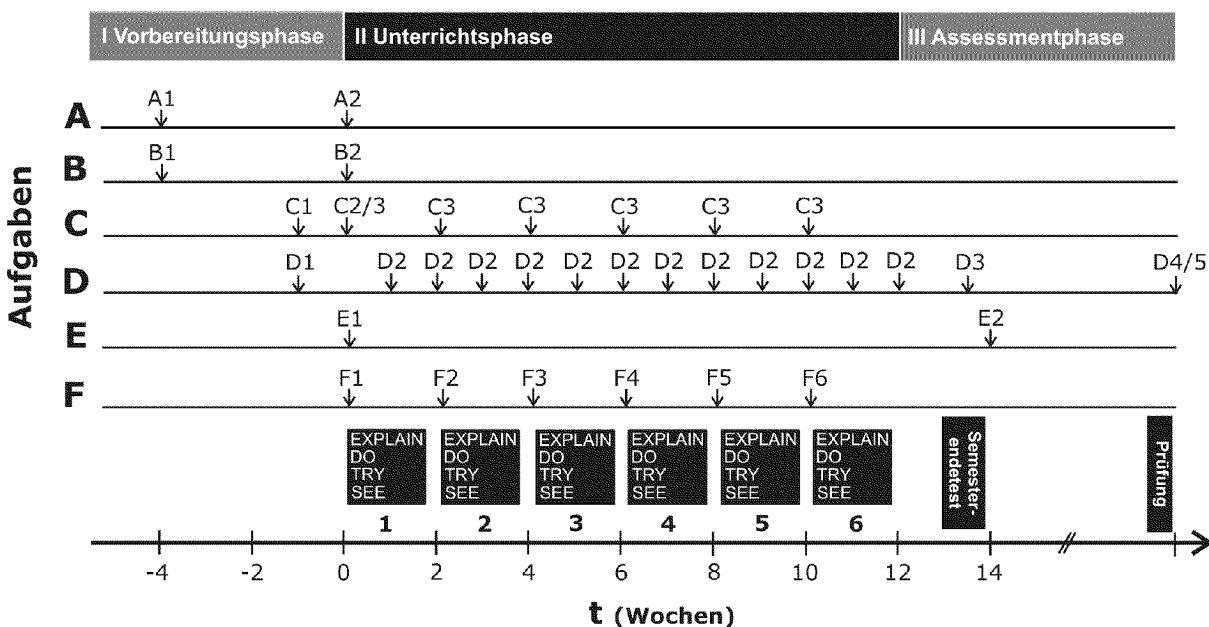 I Vorbereitungsphase II Unterrichtsphase III Assessmentphase
Aufgaben
A A1 A2
B B1 B2
C C1 C2/3 C3 C3 C3 C3 C3
D D1 D2 D2 D2 D2 D2 D2 D2 D2 D2 D2 D2 D2 D3 D4/5
E E1 E2
F F1 F2 F3 F4 F5 F6
EXPLAIN EXPLAIN EXPLAIN EXPLAIN EXPLAIN EXPLAIN
DO DO DO DO DO DO
TRY TRY TRY TRY TRY TRY
SEE SEE SEE SEE SEE SEE
Semester-
endetest
Prüfung
1 2 3 4 5 6
-4 -2 0 2 4 6 8 10 12 14
t (Wochen)